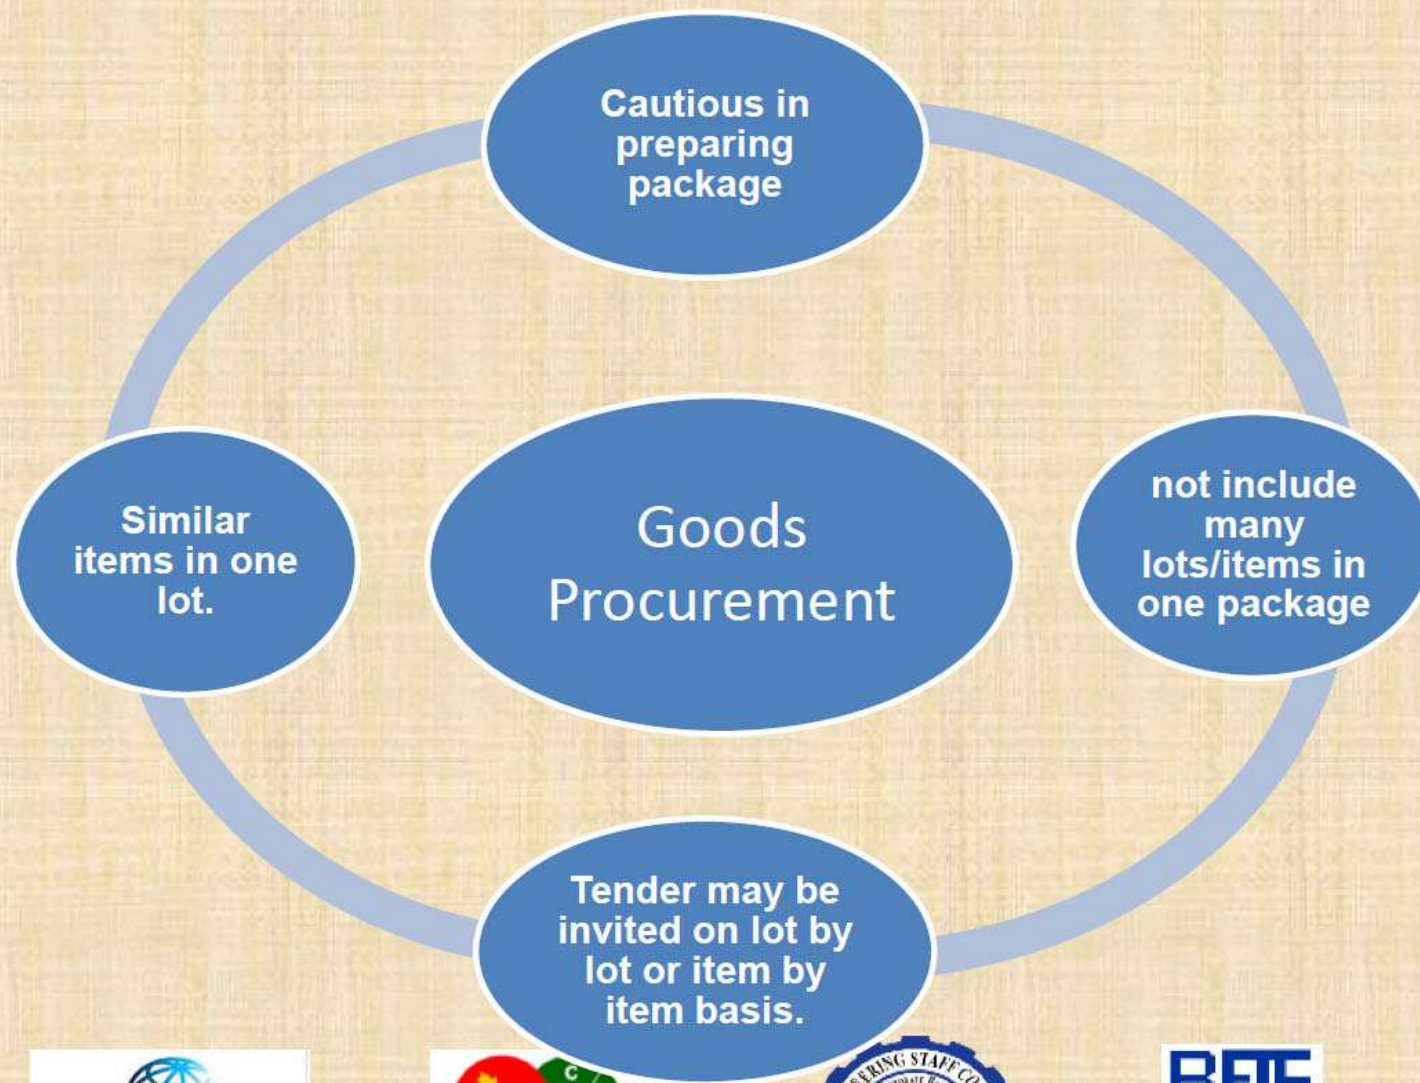 Cautious in
preparing
package
Similar
items in one
lot.
Goods
Procurement
not include
many
lots/items in
one package
Tender may be
invited on lot by
lot or item by
item basis.
C
STAFF